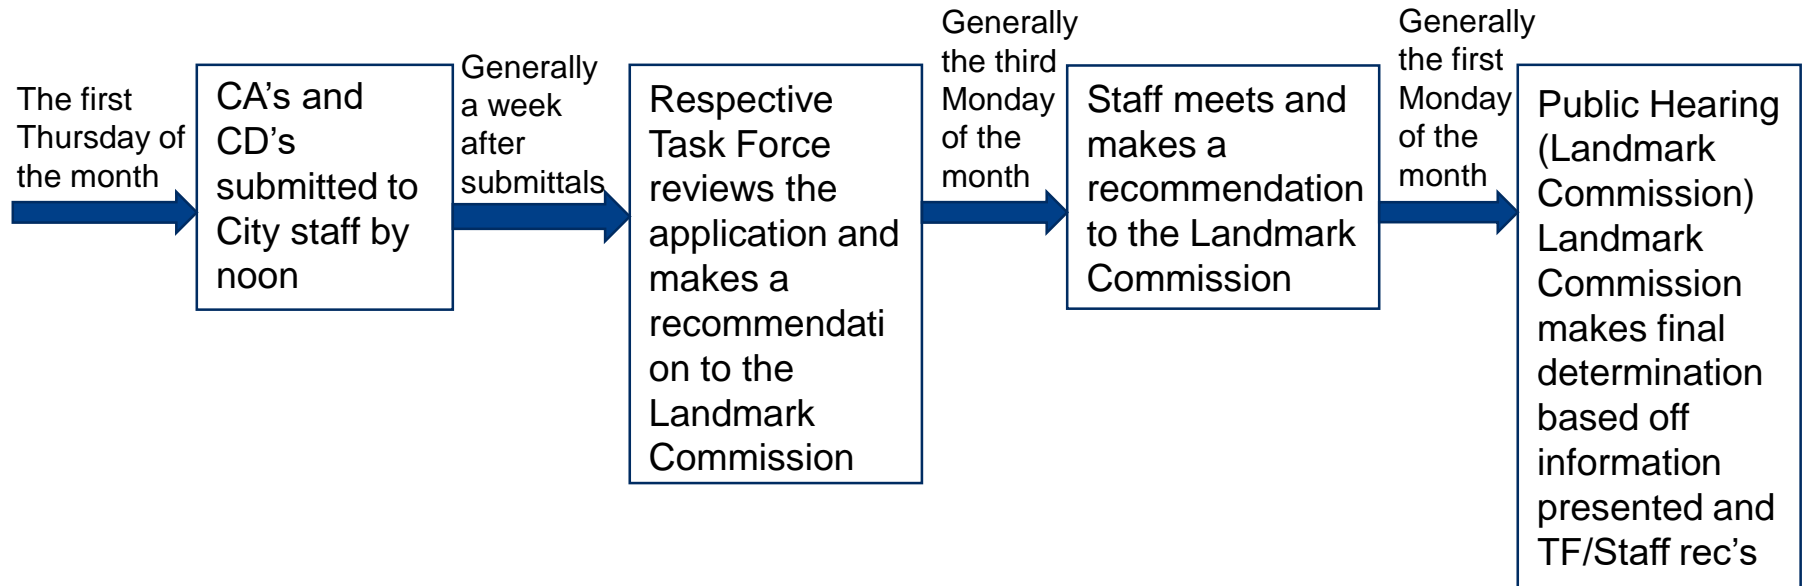 The first
Thursday of
the month
CA’s and
CD’s
submitted to
City staff by
noon
Generally
a week
after
submittals
Respective
Task Force
reviews the
application and
makes a
recommendati
on to the
Landmark
Commission
Generally
the third
Monday
of the
month
Staff meets and
makes a
recommendation
to the Landmark
Commission
Generally
the first
Monday
of the
month
Public Hearing
(Landmark
Commission)
Landmark
Commission
makes final
determination
based off
information
presented and
TF/Staff rec’s